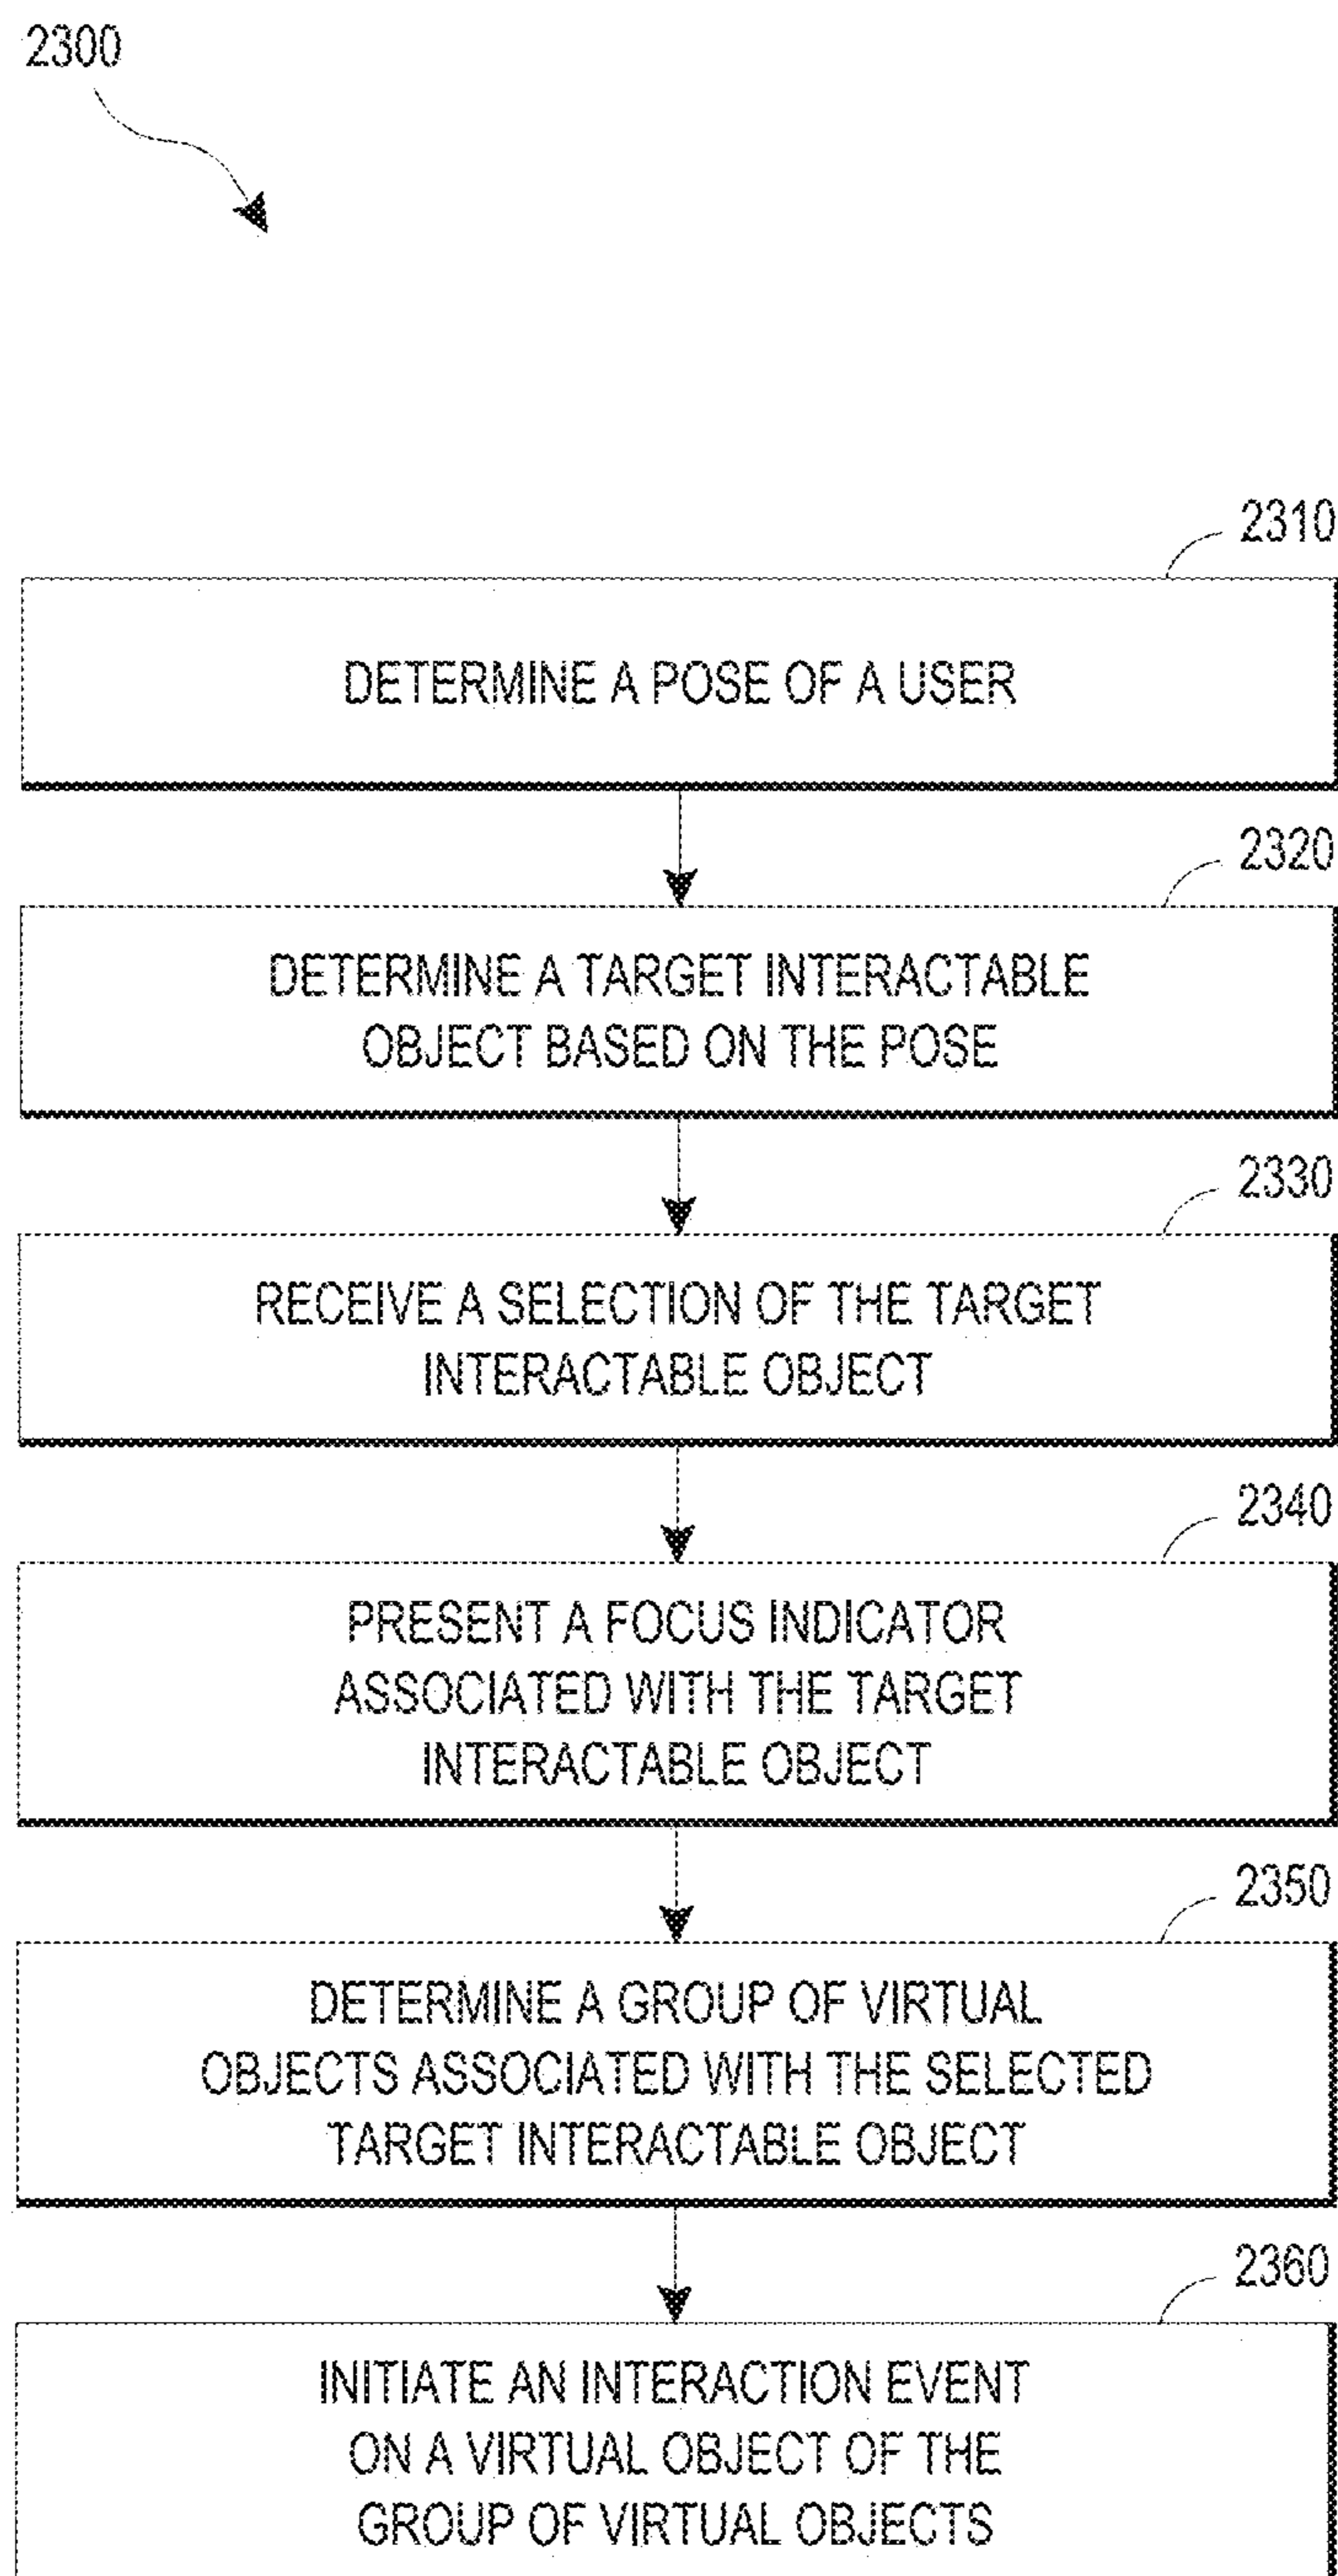 2300
2310
DETERMINE A POSE OF A USER
2320
DETERMINE A TARGET INTERACTABLE
OBJECT BASED ON THE POSE
2330
RECEIVE A SELECTION OF THE TARGET
INTERACTABLE OBJECT
2340
PRESENT A FOCUS INDICATOR
ASSOCIATED WITH THE TARGET
INTERACTABLE OBJECT
2350
DETERMINE A GROUP OF VIRTUAL
OBJECTS ASSOCIATED WITH THE SELECTED
TARGET INTERACTABLE OBJECT
2360
INITIATE AN INTERACTION EVENT
ON A VIRTUAL OBJECT OF THE
GROUP OF VIRTUAL OBJECTS